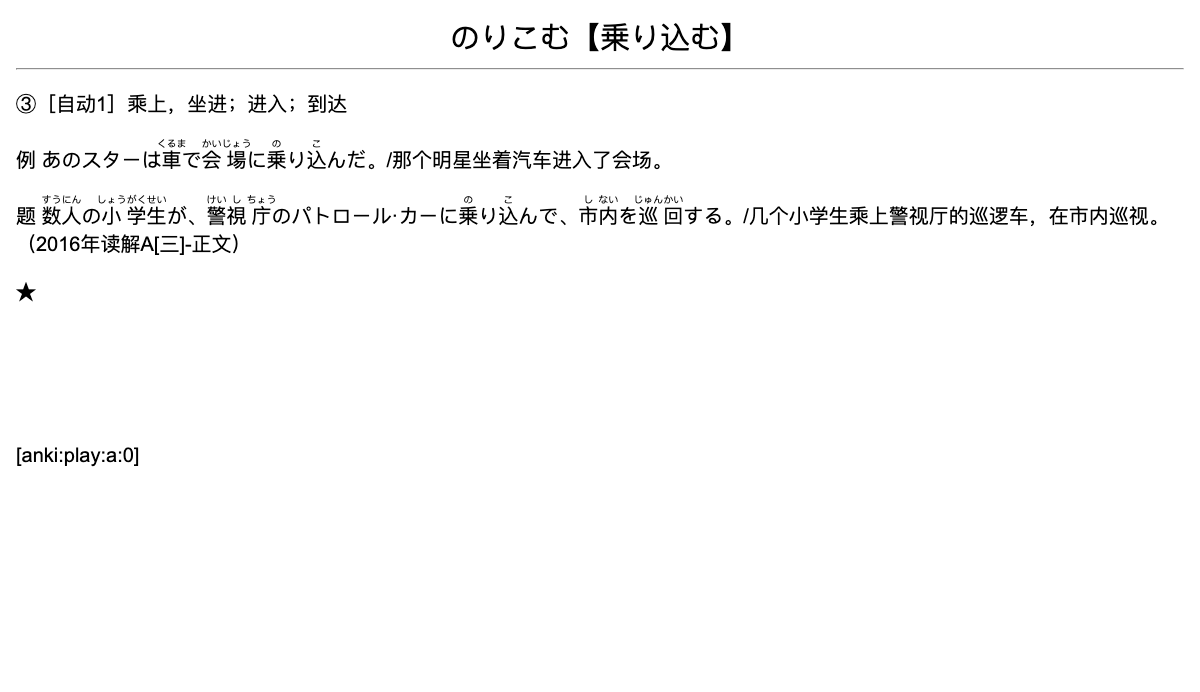 のりこむ【乗り込む】
③［自动1］乘上，坐进；进入；到达
くるま かいじょう の こ
例 あのスターは車で会場に乗り込んだ。/那个明星坐着汽车进入了会场。
すうにん しょうがくせい けい し ちょう の こ し ない じゅんかい
题 数人の小学生が、警視庁のパトロール·カーに乗り込んで、市内を巡回する。/几个小学生乘上警视厅的巡逻车，在市内巡视。
（2016年读解A[三]-正文）
★
[anki:play:a:0]